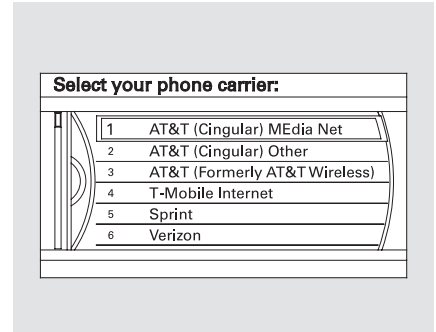 Select your phone carrier:
1 AT&T (Cingular) MEdia Net
2 AT&T (Cingular) Other
3 AT&T (Formerly AT&T Wireless)
4 T-Mobile Internet
5 Sprint
6 Verizon